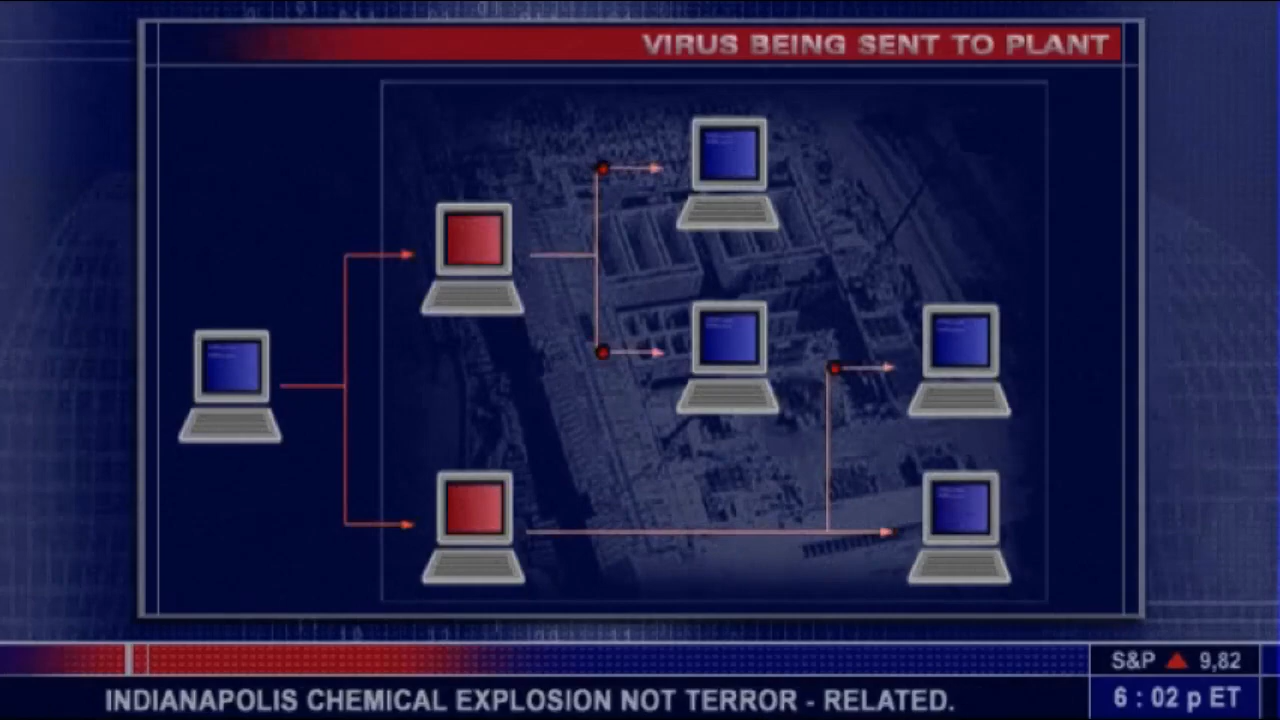 VIRUS BEING SENT TO PLANT
S&P ▲ 9,82
INDIANAPOLIS CHEMICAL EXPLOSION NOT TERROR - RELATED.
6 : 02 p ET